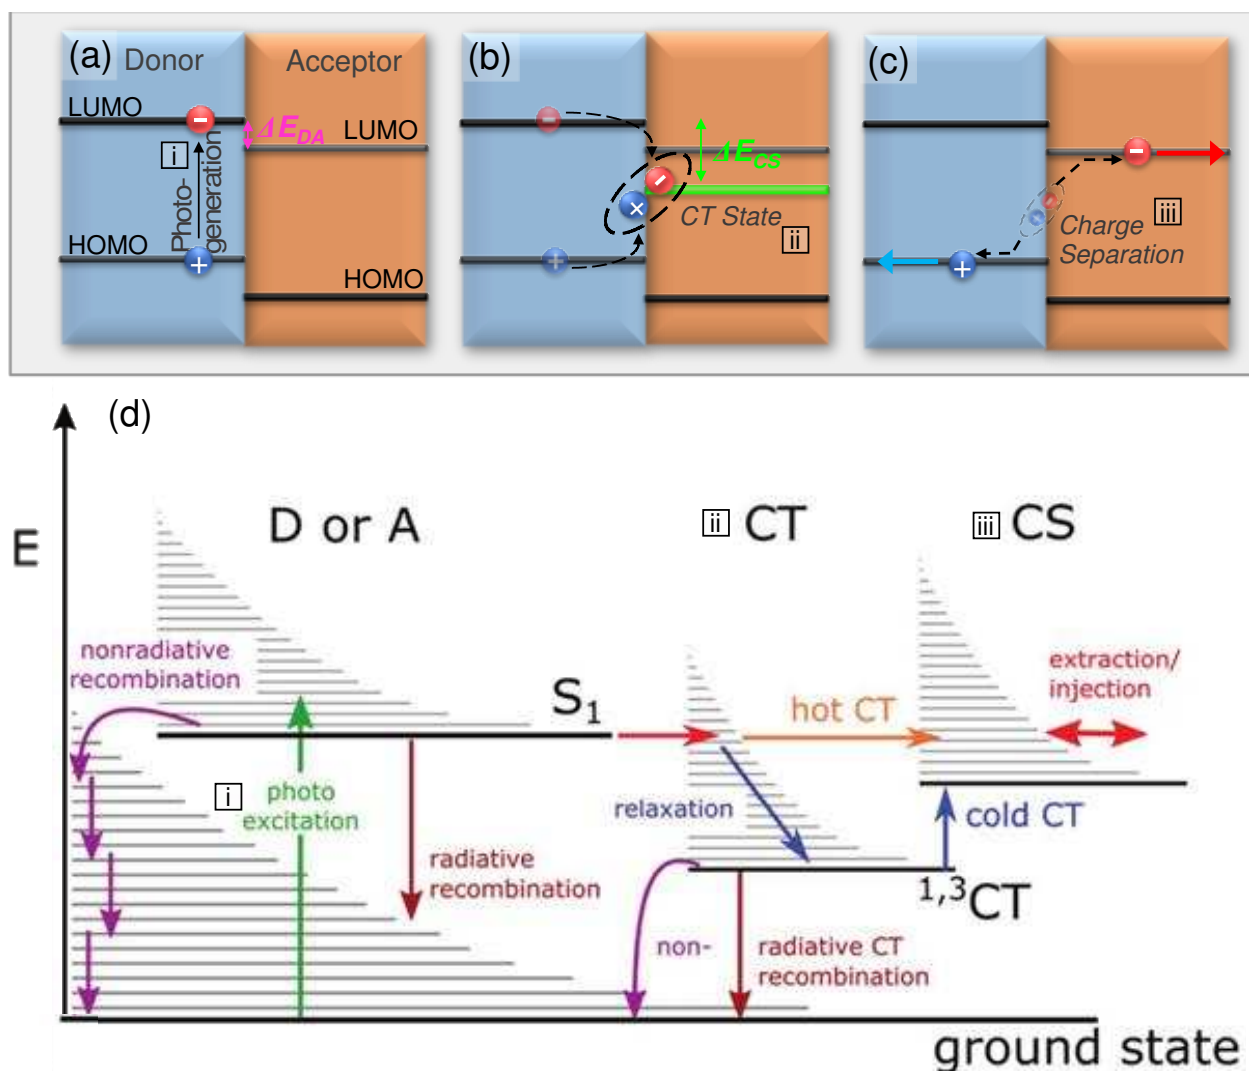 (a) Donor Acceptor
LUMO
ΔE_DA LUMO
i
Photo-
generation
HOMO
HOMO
(b)
ΔE_CS
CT State
ii
(c)
iii
Charge
Separation
(d)
E
D or A
ii CT
iii CS
nonradiative
recombination
S₁
hot CT
extraction/
injection
i photo
excitation
relaxation
cold CT
radiative
recombination
¹,³CT
non-
radiative CT
recombination
ground state